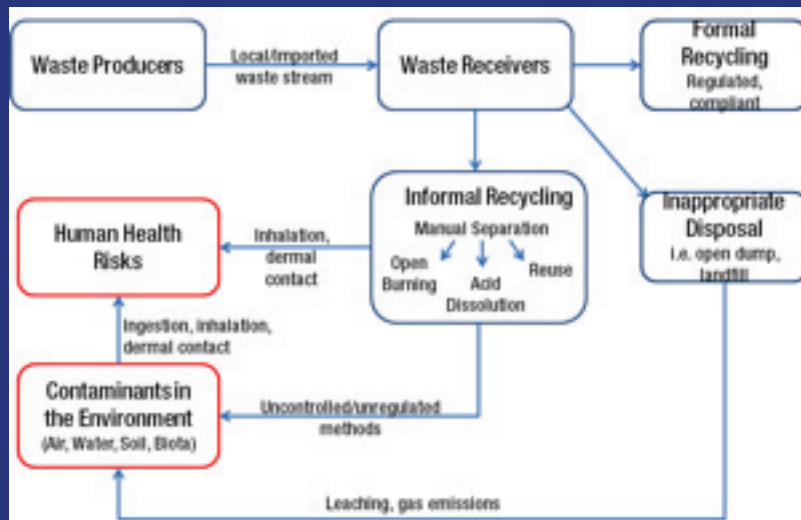 Waste Producers
Local/imported
waste stream
Waste Receivers
Formal
Recycling
Regulated,
compliant
Informal Recycling
Manual Separation
Open
Burning
Acid
Dissolution
Reuse
Inappropriate
Disposal
i.e. open dump,
landfill
Human Health
Risks
Inhalation,
dermal
contact
Ingestion, inhalation,
dermal contact
Contaminants in
the Environment
(Air, Water, Soil, Biota)
Uncontrolled/unregulated
methods
Leaching, gas emissions